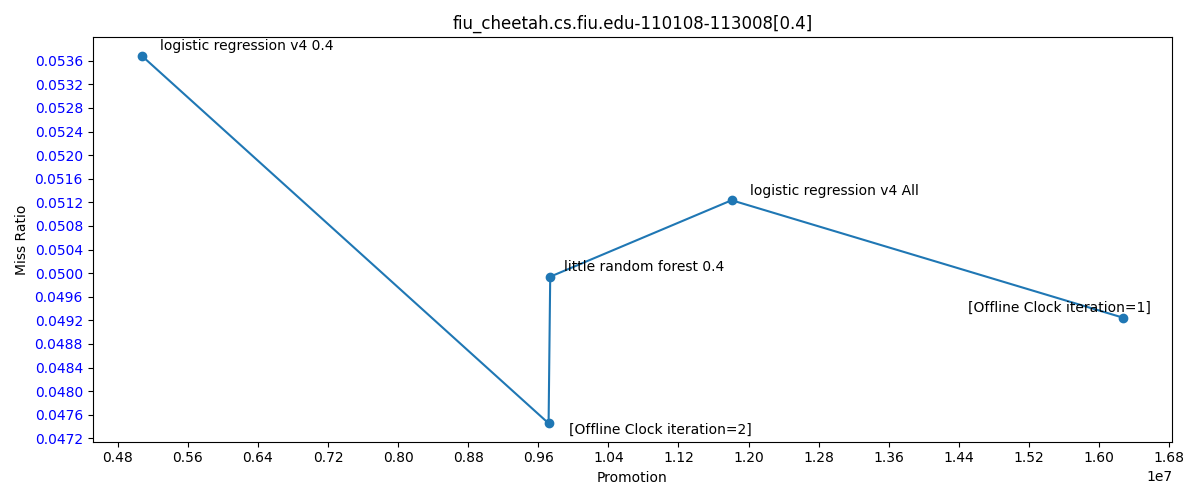 fiu_cheetah.cs.fiu.edu-110108-113008[0.4]
Miss Ratio
0.0536
0.0532
0.0528
0.0524
0.0520
0.0516
0.0512
0.0508
0.0504
0.0500
0.0496
0.0492
0.0488
0.0484
0.0480
0.0476
0.0472
logistic regression v4 0.4
logistic regression v4 All
little random forest 0.4
[Offline Clock iteration=1]
[Offline Clock iteration=2]
0.48 0.56 0.64 0.72 0.80 0.88 0.96 1.04 1.12 1.20 1.28 1.36 1.44 1.52 1.60 1.68
1e7
Promotion